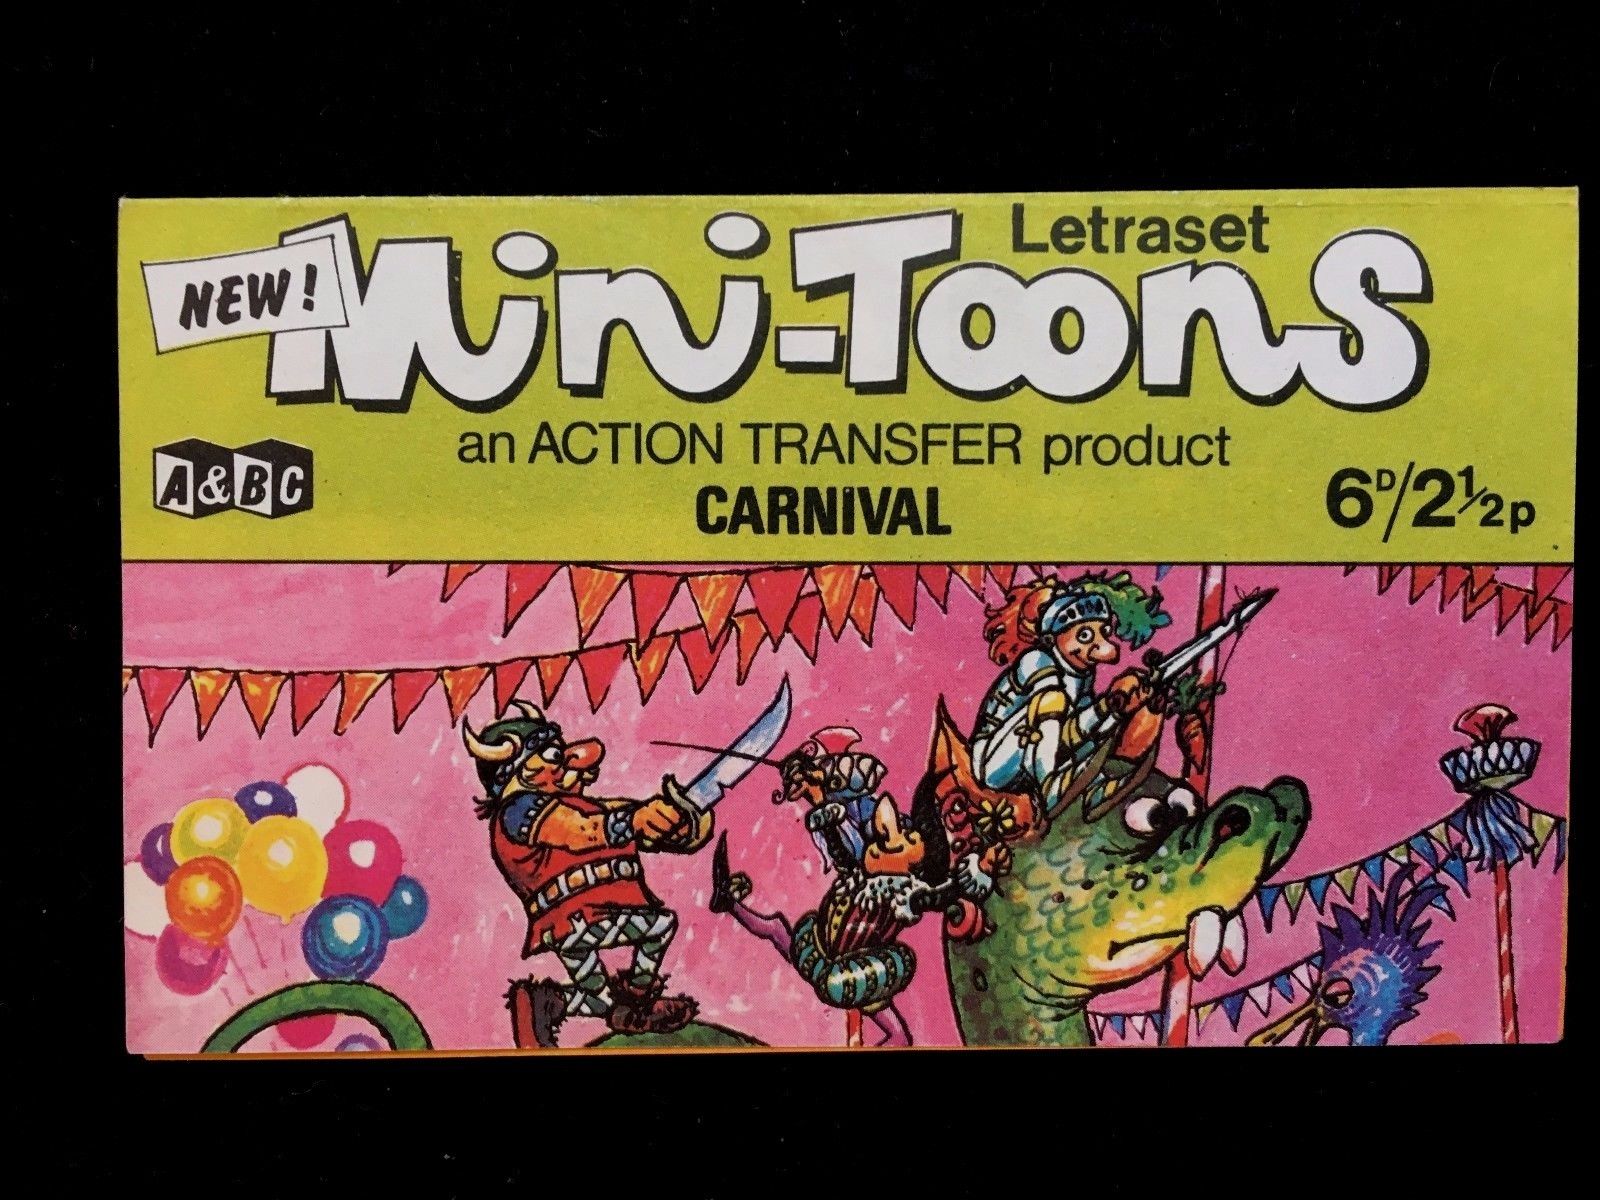 Letraset
NEW!
Mini-Toons
an ACTION TRANSFER product
A&BC
CARNIVAL
6D/2½p